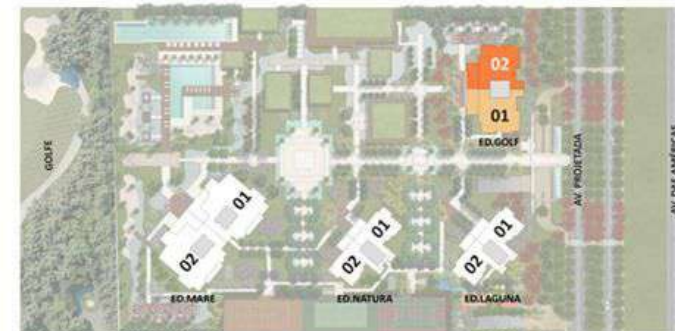 02
01
ED.GOLF
GOLFE
AV. PROJETADA
AV. DAS AMÉRICAS
01
02
ED.MARE
01
02
ED.NATURA
01
02
ED.LAGUNA